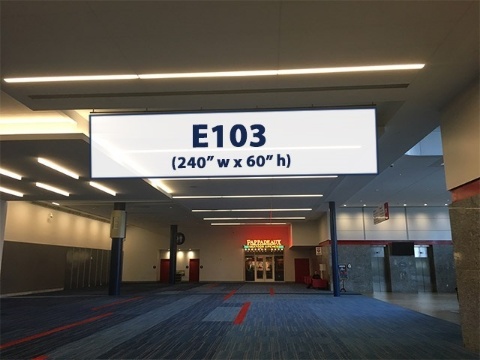 E103
(240” w x 60” h)
PAPPADEAUX